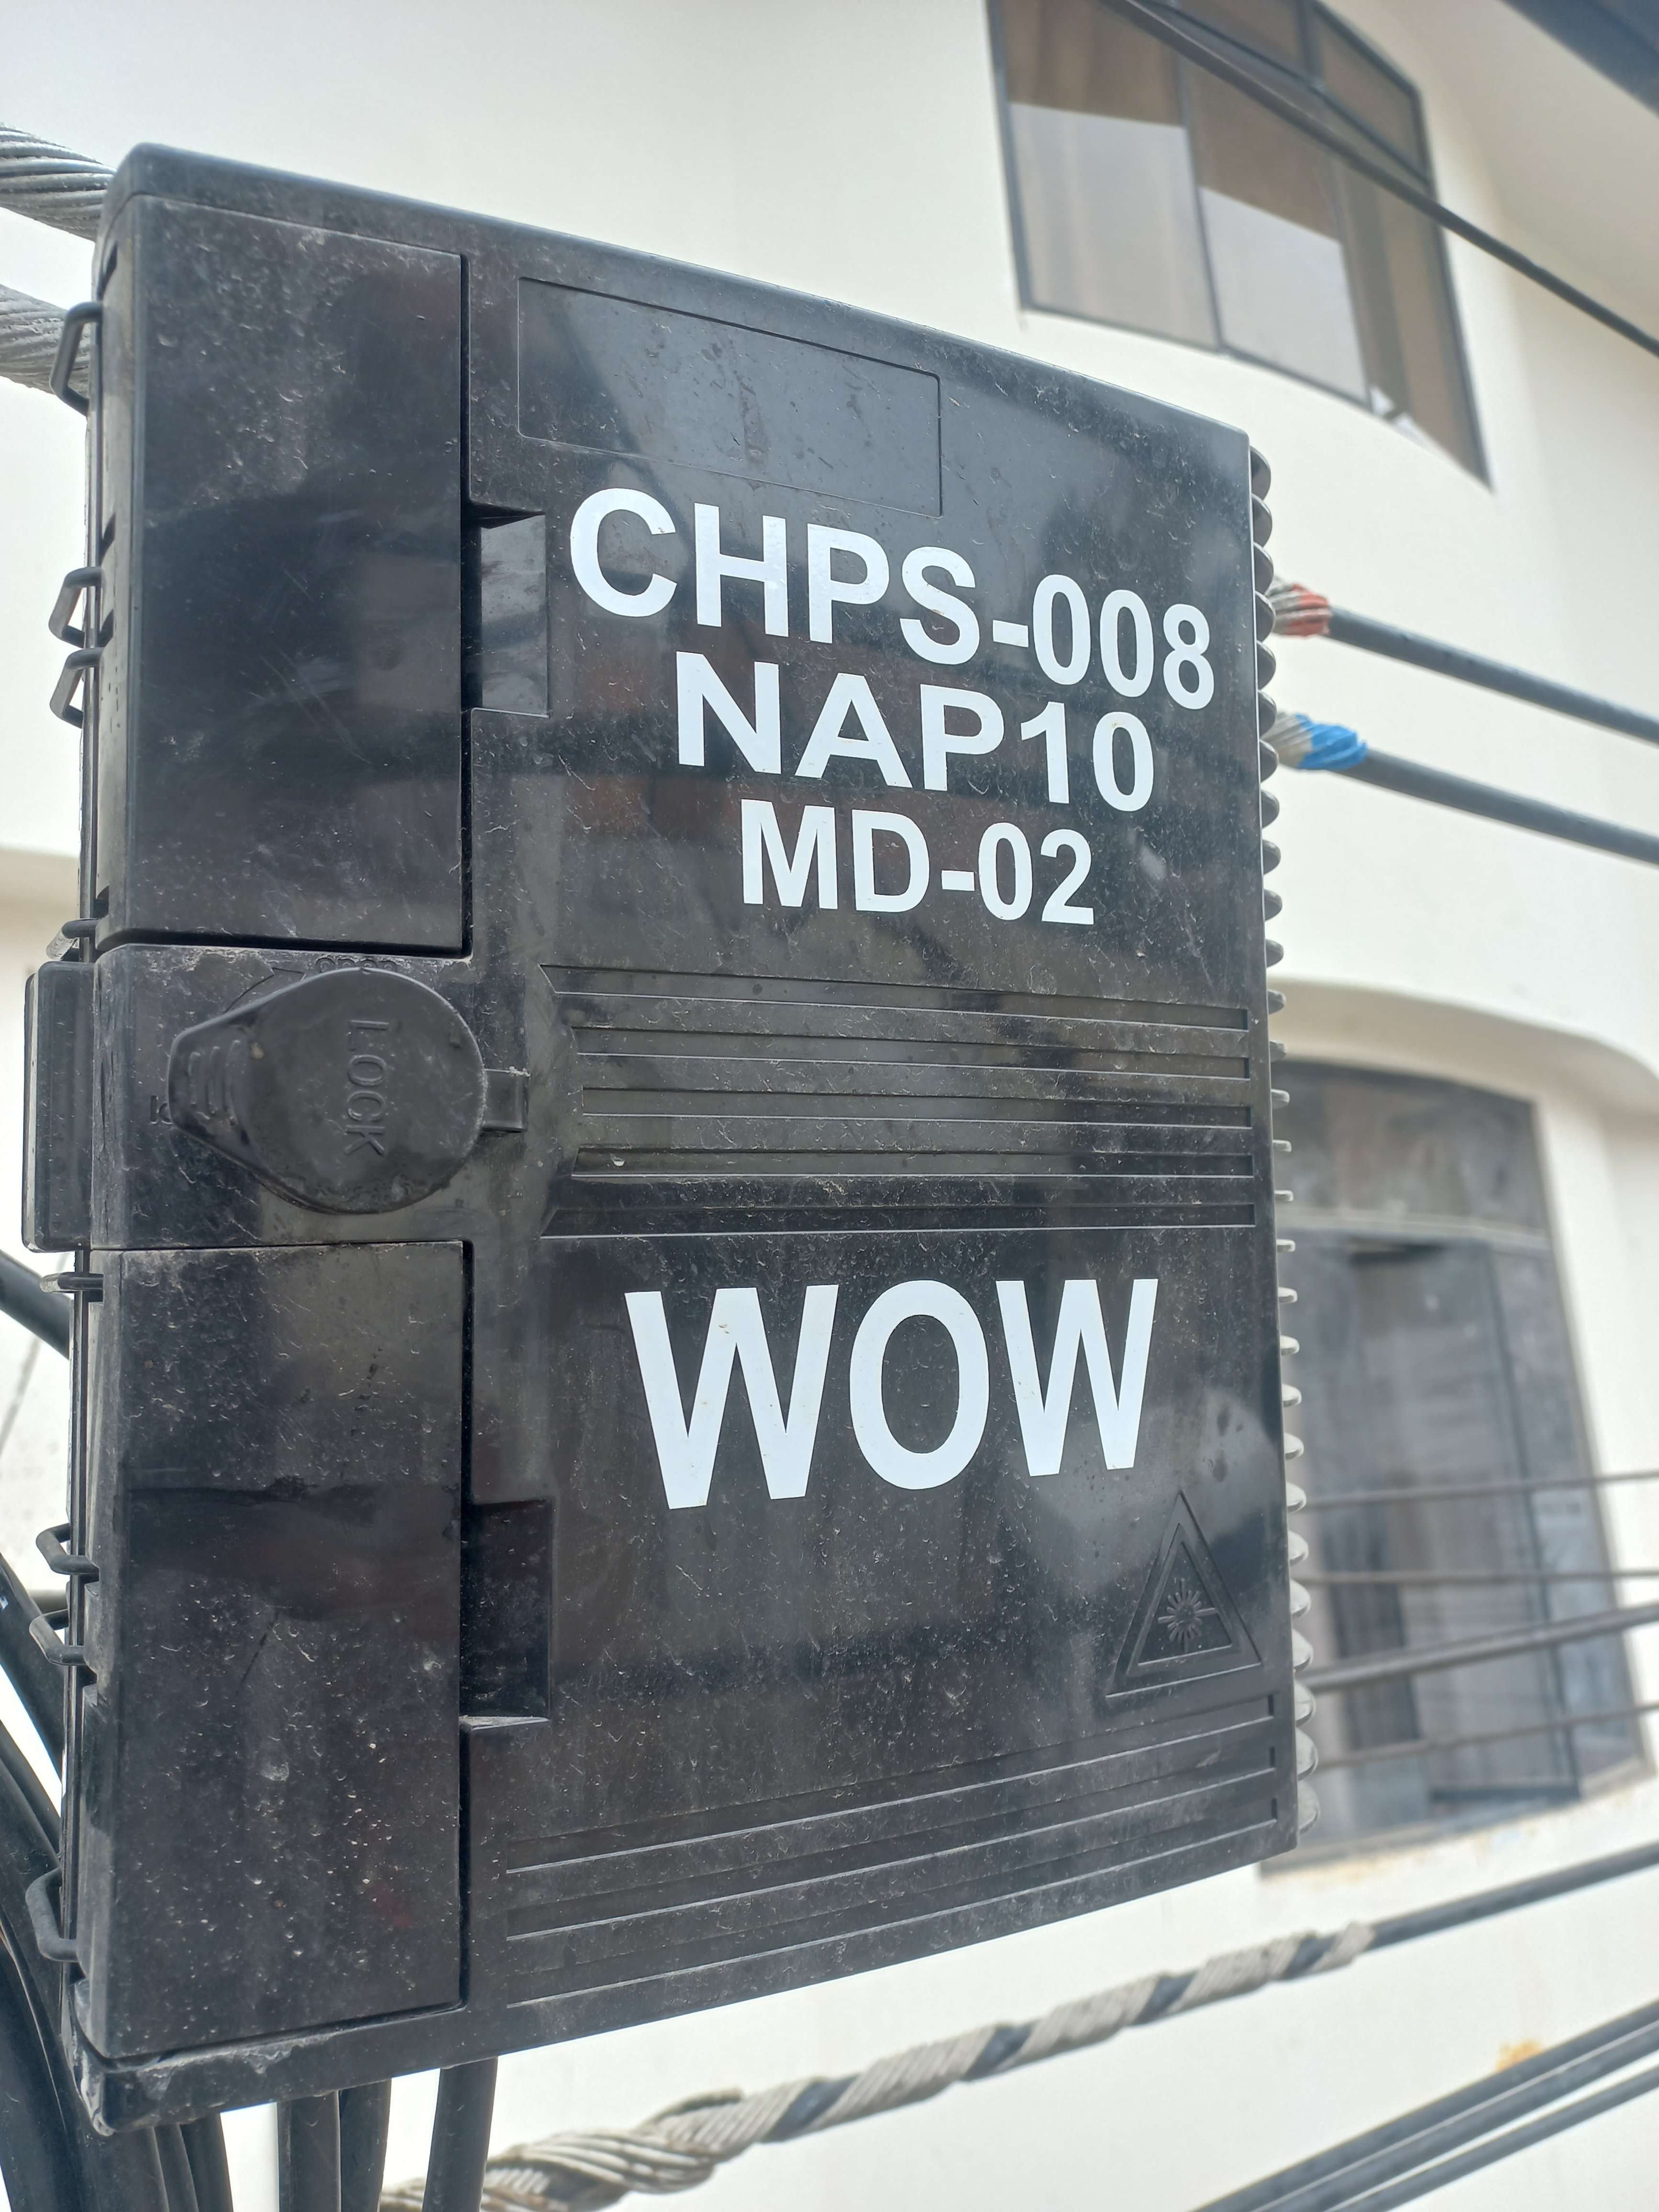 CHPS-008
NAP10
MD-02
LOCK
WOW